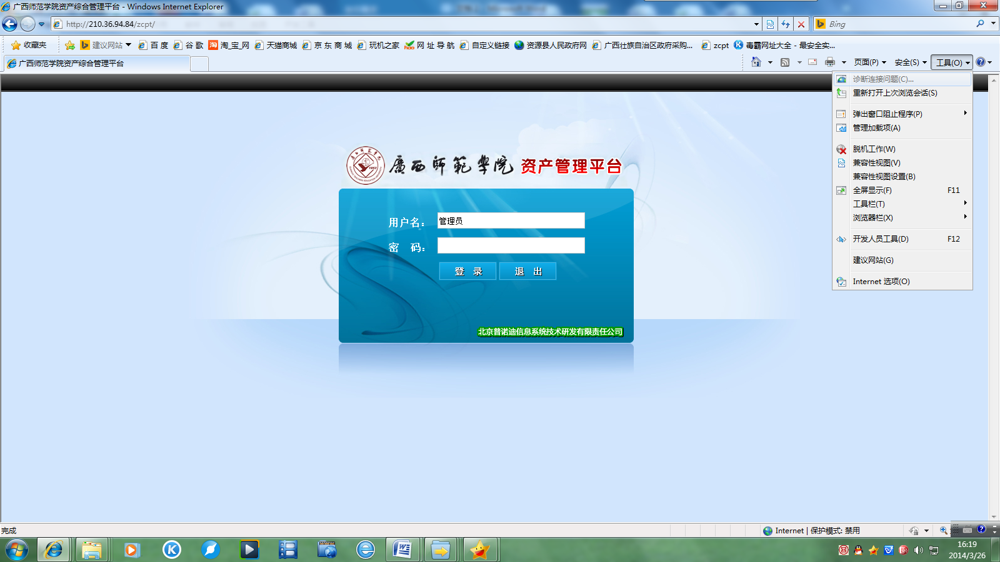 广西师范学院资产综合管理平台 - Windows Internet Explorer
http://210.36.94.84/zcpt/
Bing
收藏夹 建议网站 百 度 谷 歌 淘_宝_网 天猫商城 京 东 商 城 玩机之家 网 址 导 航 自定义链接 资源县人民政府网 广西壮族自治区政府采购... zcpt 毒霸网址大全 - 最安全实...
广西师范学院资产综合管理平台
页面(P) 安全(S) 工具(O)
诊断连接问题(C)...
重新打开上次浏览会话(S)
弹出窗口阻止程序(P)
管理加载项(A)
脱机工作(W)
兼容性视图(V)
兼容性视图设置(B)
全屏显示(F) F11
工具栏(T)
浏览器栏(X)
开发人员工具(D) F12
建议网站(G)
Internet 选项(O)
廣西师范學院 资产管理平台
用户名： 管理员
密 码：
登 录 退 出
北京普诺迪信息系统技术研发有限责任公司
完成
Internet | 保护模式: 禁用
16:19
2014/3/26